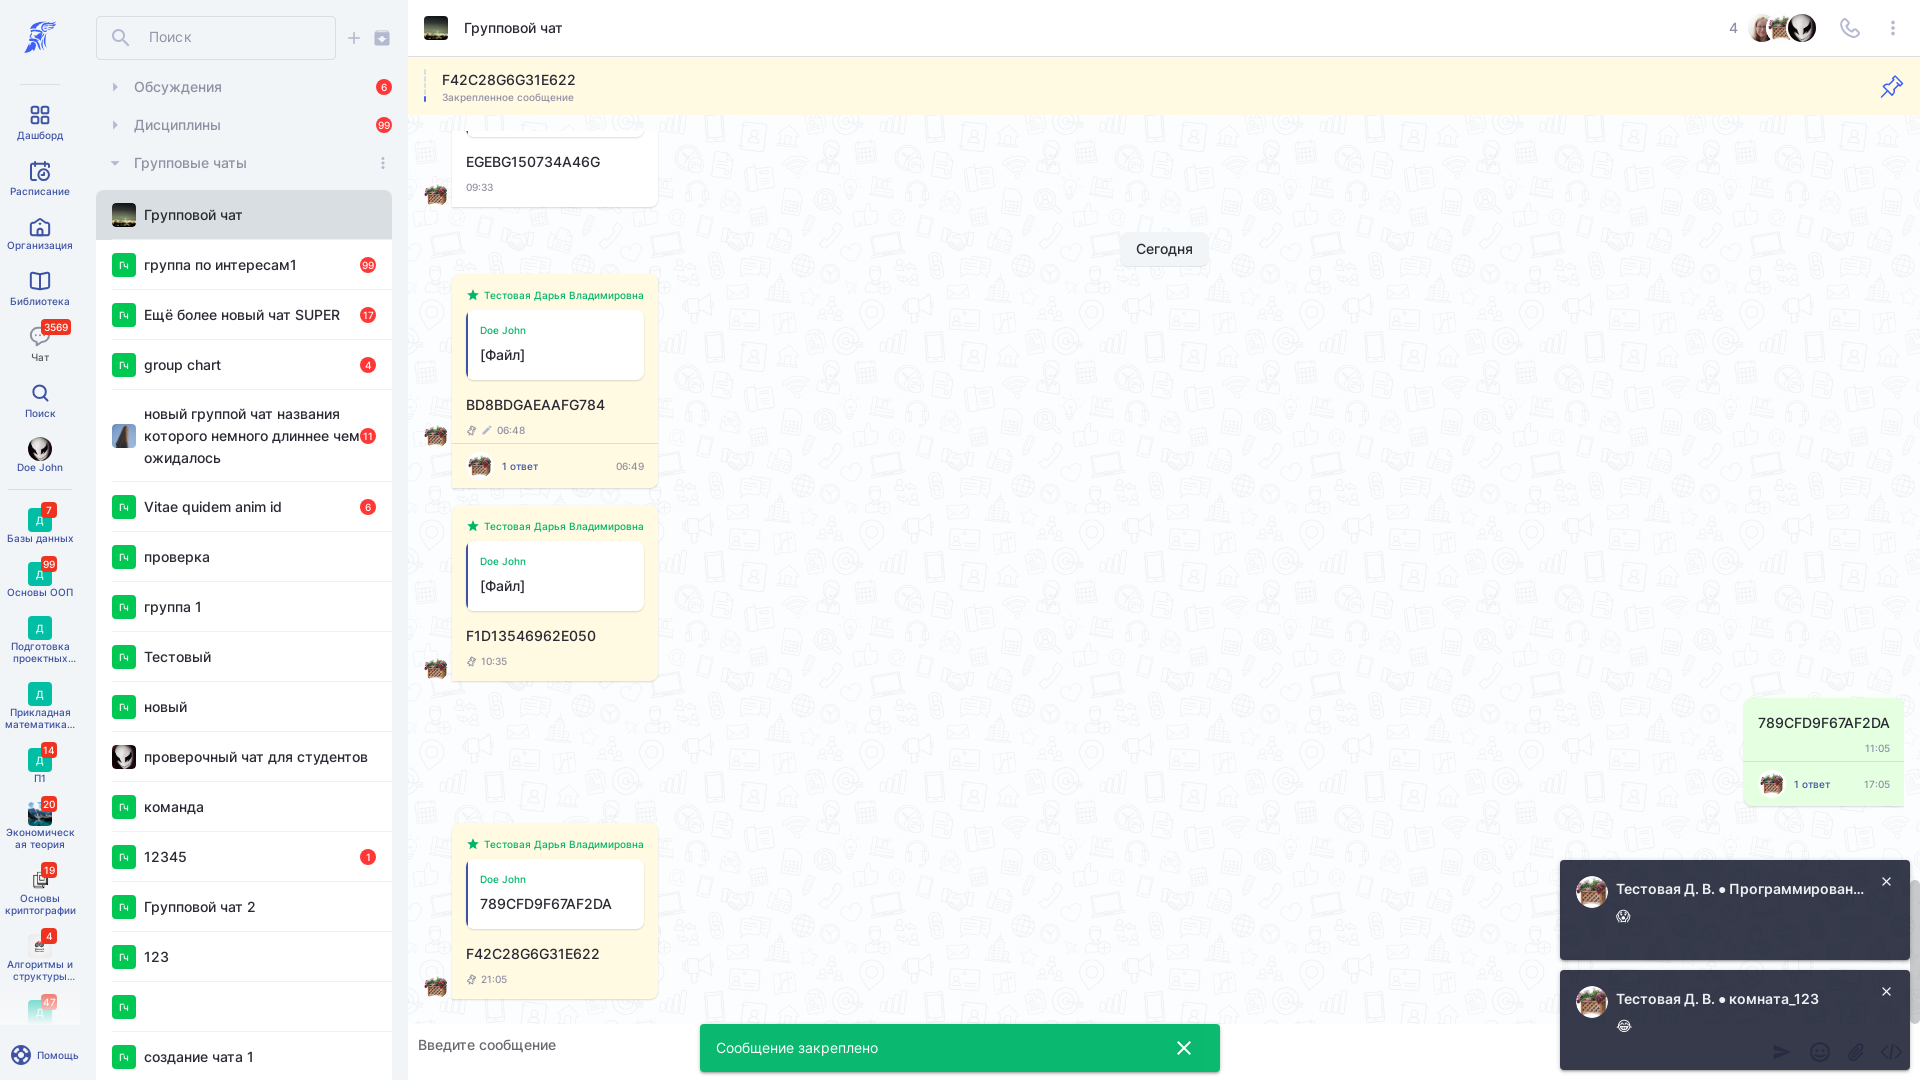 Дашборд
Расписание
Организация
Библиотека
3569
Чат
Поиск
Doe John
7
Д
Базы данных
99
Д
Основы ООП
Д
Подготовка
проектных...
Д
Прикладная
математика...
14
Д
П1
20
Экономическ
ая теория
19
Основы
криптографии
4
Алгоритмы и
структуры...
47
Д
Помощь
Поиск
Обсуждения
6
Дисциплины
99
Групповые чаты
Групповой чат
Гч группа по интересам1 99
Гч Ещё более новый чат SUPER 17
Гч group chart 4
новый группой чат названия
которого немного длиннее чем 11
ожидалось
Гч Vitae quidem anim id 6
Гч проверка
Гч группа 1
Гч Тестовый
Гч новый
проверочный чат для студентов
Гч команда
Гч 12345 1
Гч Групповой чат 2
Гч 123
Гч
Гч создание чата 1
Групповой чат
4
F42C28G6G31E622
Закрепленное сообщение
EGEBG150734A46G
09:33
Сегодня
Тестовая Дарья Владимировна
Doe John
[Файл]
BD8BDGAEAAFG784
06:48
1 ответ 06:49
Тестовая Дарья Владимировна
Doe John
[Файл]
F1D13546962E050
10:35
789CFD9F67AF2DA
11:05
1 ответ 17:05
Тестовая Дарья Владимировна
Doe John
789CFD9F67AF2DA
F42C28G6G31E622
21:05
Введите сообщение
Сообщение закреплено
Тестовая Д. В. ● Программирован...
😱
Тестовая Д. В. ● комната_123
😂